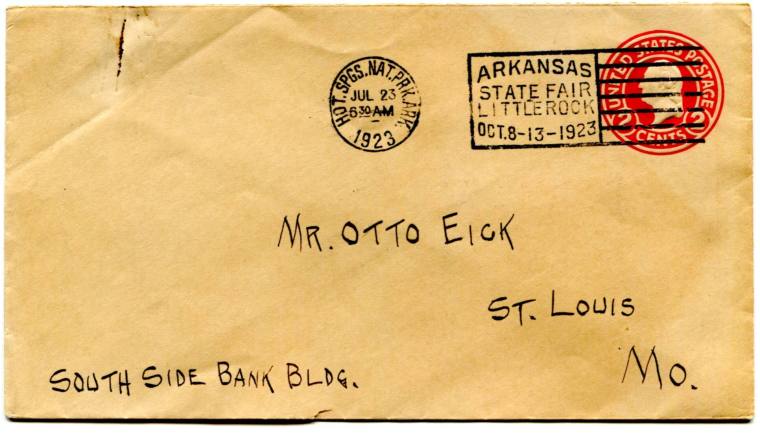 HOT.SPGS.NAT.PRK.ARK.
JUL 23
6 30 AM
1923
ARKANSAS
STATE FAIR
LITTLE ROCK
OCT. 8-13-1923
UNITED STATES POSTAGE
2 CENTS 2
MR. OTTO EICK
ST. LOUIS
MO.
SOUTH SIDE BANK BLDG.